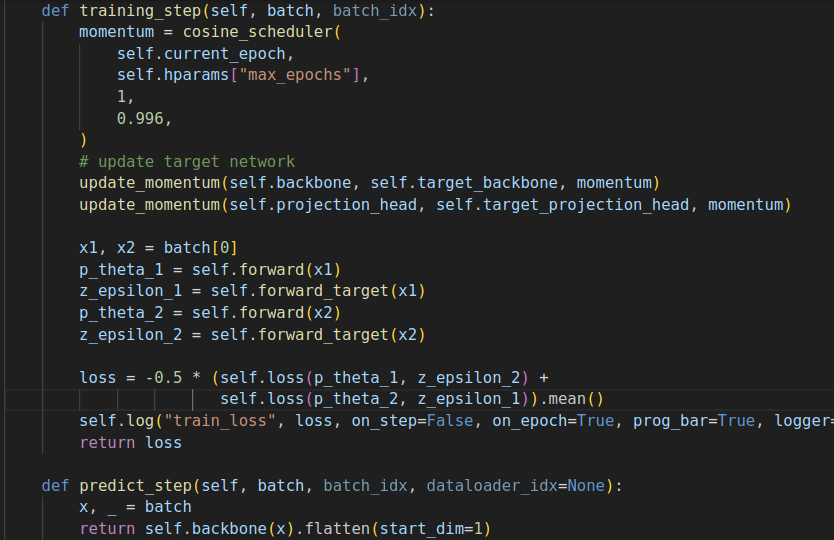 def training_step(self, batch, batch_idx):
momentum = cosine_scheduler(
self.current_epoch,
self.hparams["max_epochs"],
1,
0.996,
)
# update target network
update_momentum(self.backbone, self.target_backbone, momentum)
update_momentum(self.projection_head, self.target_projection_head, momentum)
x1, x2 = batch[0]
p_theta_1 = self.forward(x1)
z_epsilon_1 = self.forward_target(x1)
p_theta_2 = self.forward(x2)
z_epsilon_2 = self.forward_target(x2)
loss = -0.5 * (self.loss(p_theta_1, z_epsilon_2) +
self.loss(p_theta_2, z_epsilon_1)).mean()
self.log("train_loss", loss, on_step=False, on_epoch=True, prog_bar=True, logger=
return loss
def predict_step(self, batch, batch_idx, dataloader_idx=None):
x, _ = batch
return self.backbone(x).flatten(start_dim=1)